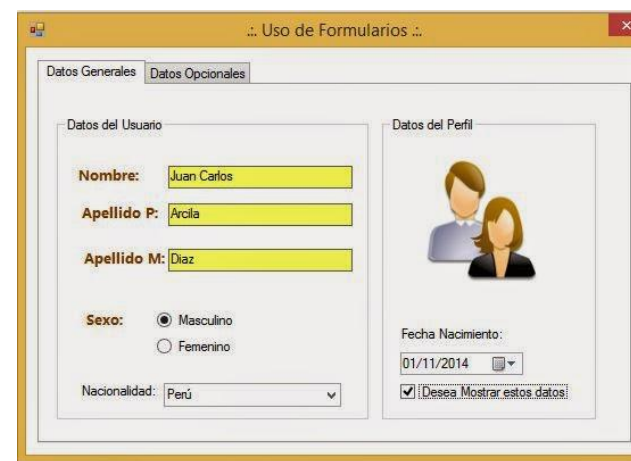 .:. Uso de Formularios .:.
Datos Generales Datos Opcionales
Datos del Usuario
Nombre: Juan Carlos
Apellido P: Arcila
Apellido M: Diaz
Sexo: Masculino
Femenino
Nacionalidad: Perú
Datos del Perfil
Fecha Nacimiento:
01/11/2014
Desea Mostrar estos datos